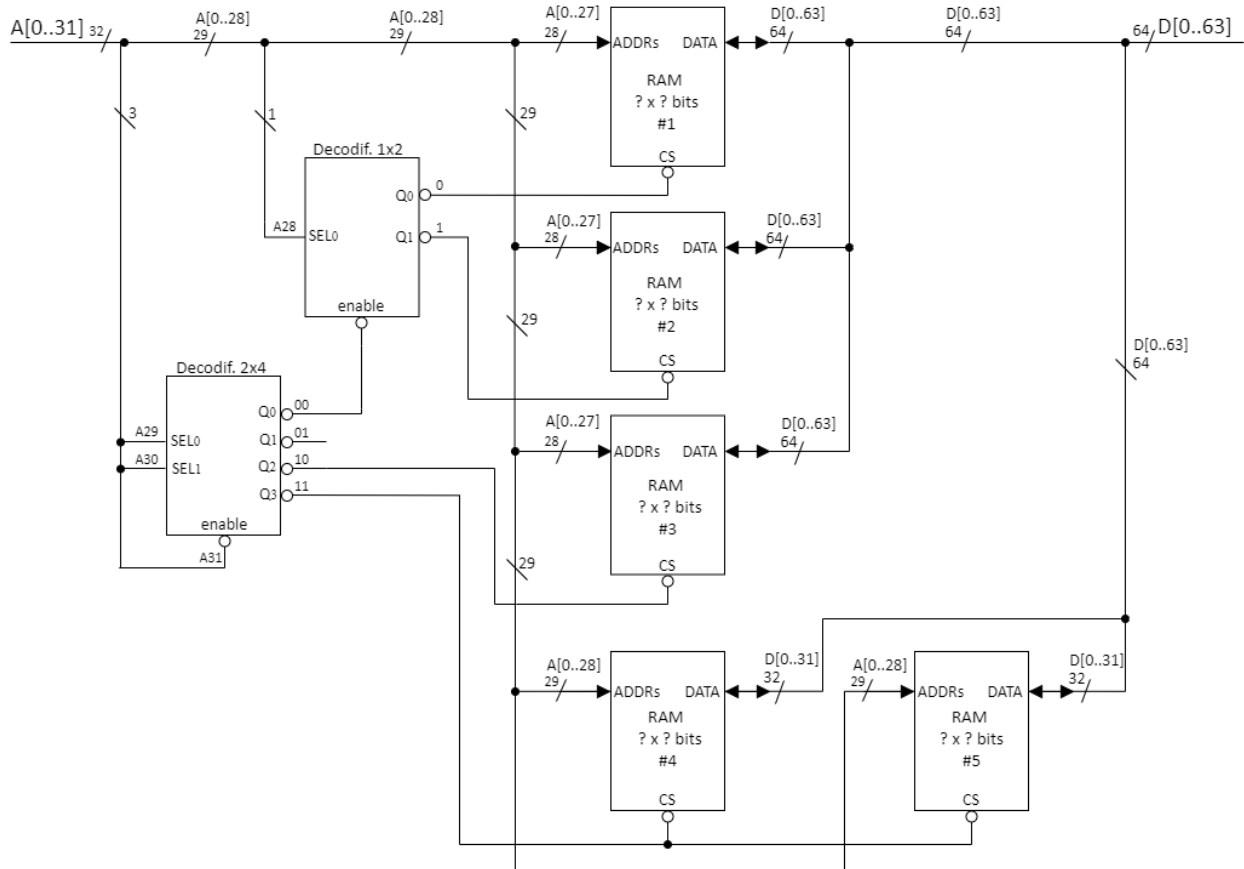 A[0..31]
32
A[0..28]
29
A[0..28]
29
A[0..27]
28
ADDRs DATA
RAM
? x ? bits
#1
CS
D[0..63]
64
D[0..63]
64
64
D[0..63]
3
1
29
Decodif. 1x2
Q0
0
A28
SEL0
Q1
1
enable
A[0..27]
28
ADDRs DATA
RAM
? x ? bits
#2
CS
D[0..63]
64
29
D[0..63]
64
Decodif. 2x4
Q0
00
A29
SEL0
Q1
01
A30
SEL1
Q2
10
Q3
11
enable
A31
A[0..27]
28
ADDRs DATA
RAM
? x ? bits
#3
CS
D[0..63]
64
29
A[0..28]
29
ADDRs DATA
RAM
? x ? bits
#4
CS
D[0..31]
32
A[0..28]
29
ADDRs DATA
RAM
? x ? bits
#5
CS
D[0..31]
32